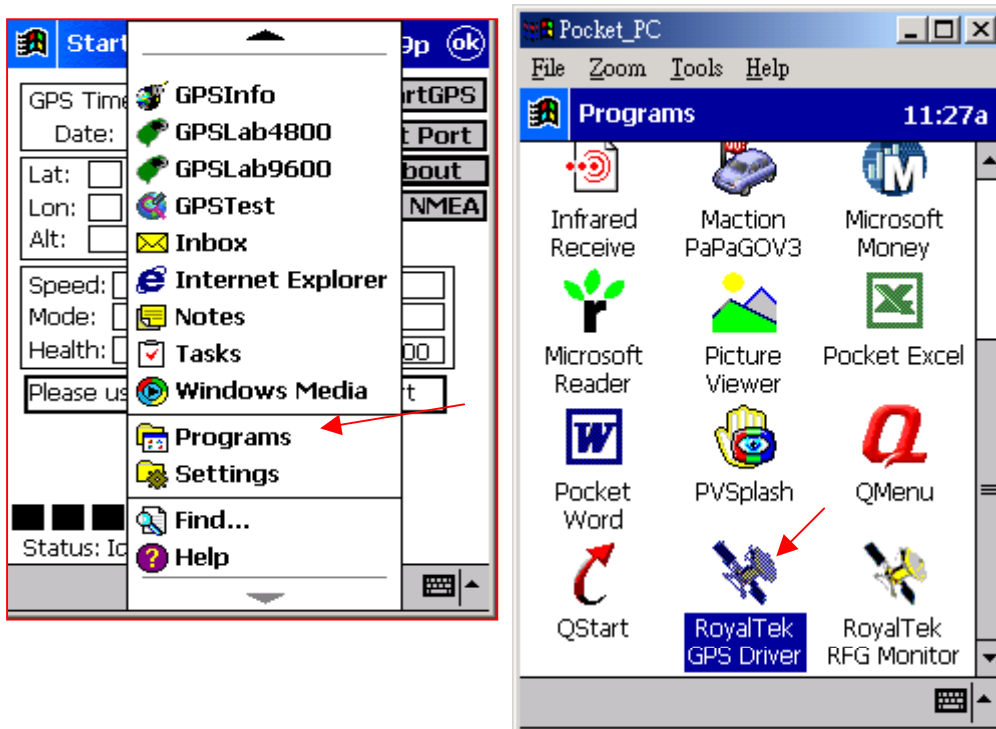 Start
9p ok
GPS Time
Date:
Lat:
Lon:
Alt:
Speed:
Mode:
Health:
Please us
Status: Id
GPSInfo
GPSLab4800
GPSLab9600
GPSTest
Inbox
Internet Explorer
Notes
Tasks
Windows Media
Programs
Settings
Find...
Help
rtGPS
t Port
bout
NMEA
00
t
Pocket_PC
File Zoom Tools Help
Programs 11:27a
Infrared Receive
Maction PaPaGOV3
Microsoft Money
Microsoft Reader
Picture Viewer
Pocket Excel
Pocket Word
PVSplash
QMenu
QStart
RoyalTek GPS Driver
RoyalTek RFG Monitor